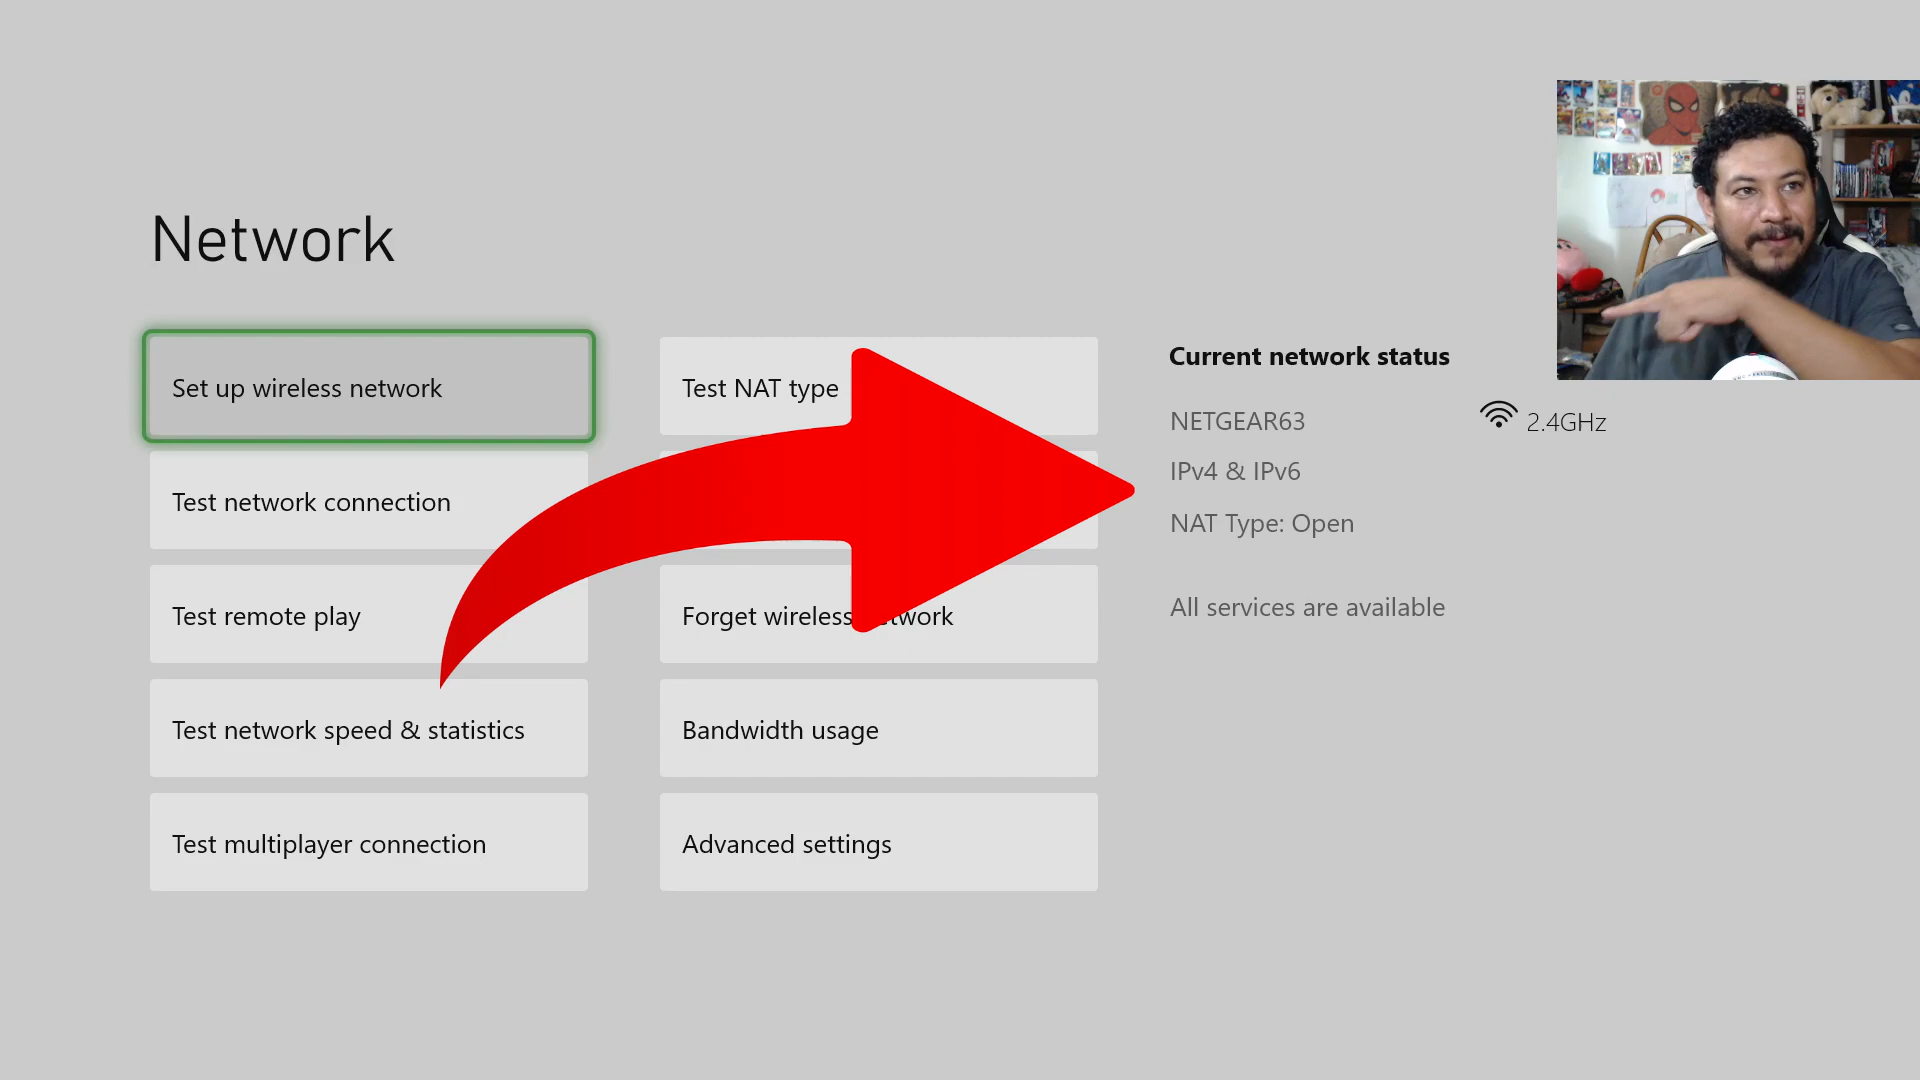 Network
Set up wireless network
Test network connection
Test remote play
Test network speed & statistics
Test multiplayer connection
Test NAT type
Forget wireless
Bandwidth usage
Advanced settings
Current network status
NETGEAR63
2.4GHz
IPv4 & IPv6
NAT Type: Open
All services are available